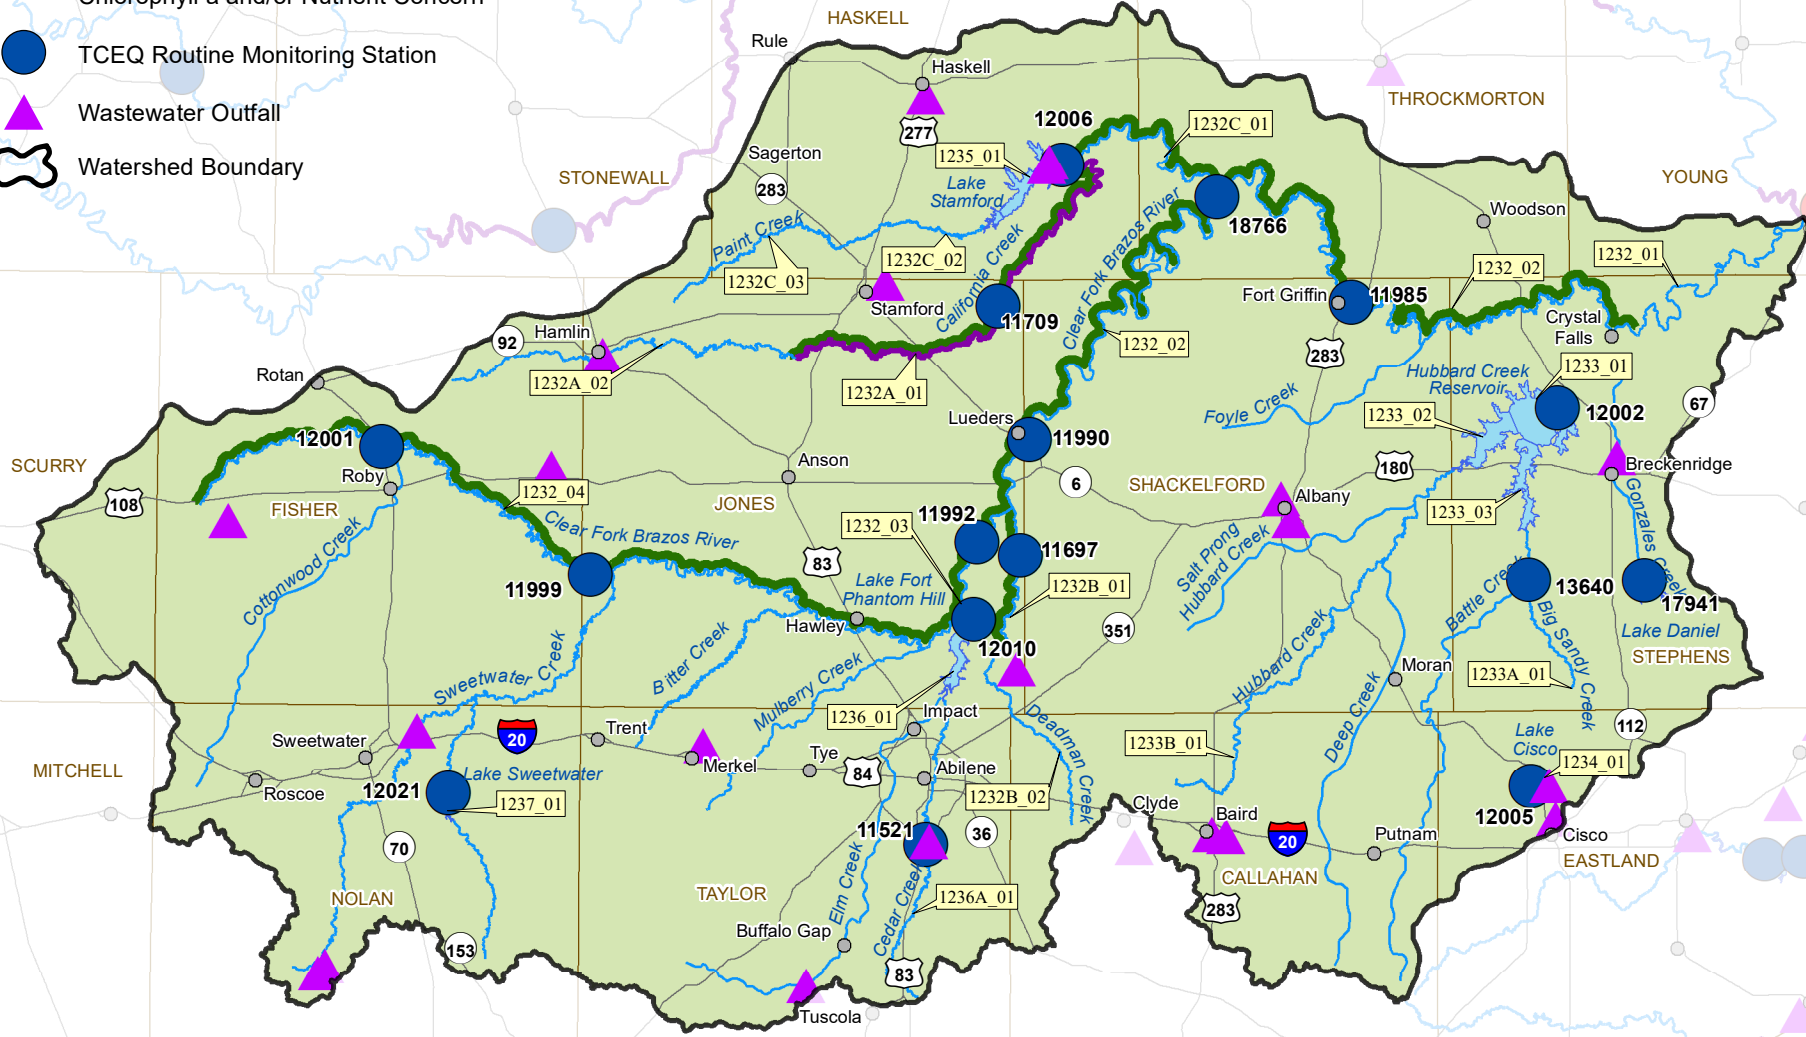 Chlorophyll a and/or Nutrient Concern
TCEQ Routine Monitoring Station
Wastewater Outfall
Watershed Boundary
HASKELL
Rule
Haskell
277
THROCKMORTON
12006
1232C_01
1235_01
Sagerton
283
STONEWALL
Lake
Stamford
YOUNG
Woodson
18766
Paint Creek
1232C_02
1232C_03
California Creek
Clear Fork Brazos River
1232_01
1232_02
Fort Griffin
11985
Stamford
11709
Crystal
Falls
92
Hamlin
1232_02
283
1232A_02
1232A_01
Rotan
Hubbard Creek
Reservoir
1233_01
Foyle Creek
1233_02
12002
67
Lueders
11990
12001
SCURRY
Roby
Anson
180
Breckenridge
108
FISHER
1232_04
JONES
6
SHACKELFORD
Albany
1233_03
Gonzales Creek
Clear Fork Brazos River
1232_03
11992
11697
Salt Prong
Hubbard Creek
Cottonwood Creek
83
11999
Lake Fort
Phantom Hill
1232B_01
Battle Creek
13640
17941
Hawley
12010
351
Big Sandy Creek
Lake Daniel
STEPHENS
Sweetwater Creek
Bitter Creek
Mulberry Creek
Hubbard Creek
Deep Creek
Moran
1233A_01
1236_01
Impact
Deadman Creek
112
Sweetwater
20
Trent
Merkel
Tye
84
Abilene
1233B_01
Lake
Cisco
1234_01
MITCHELL
Roscoe
12021
Lake Sweetwater
1237_01
1232B_02
Clyde
Baird
20
Putnam
12005
Cisco
EASTLAND
70
11521
36
CALLAHAN
NOLAN
TAYLOR
Elm Creek
Cedar Creek
1236A_01
283
153
Buffalo Gap
83
Tuscola